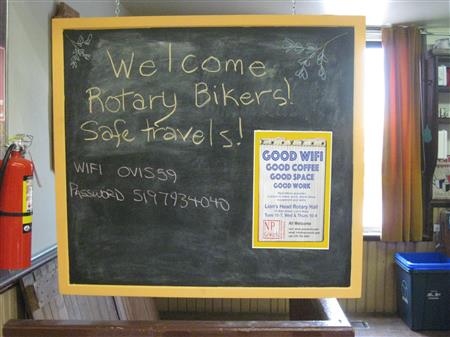 Welcome
Rotary Bikers!
Safe travels!
WIFI OVIS59
PASSWORD 5197934040
GOOD WIFI
GOOD COFFEE
GOOD SPACE
GOOD WORK
Lion's Head Rotary Hall
All Welcome